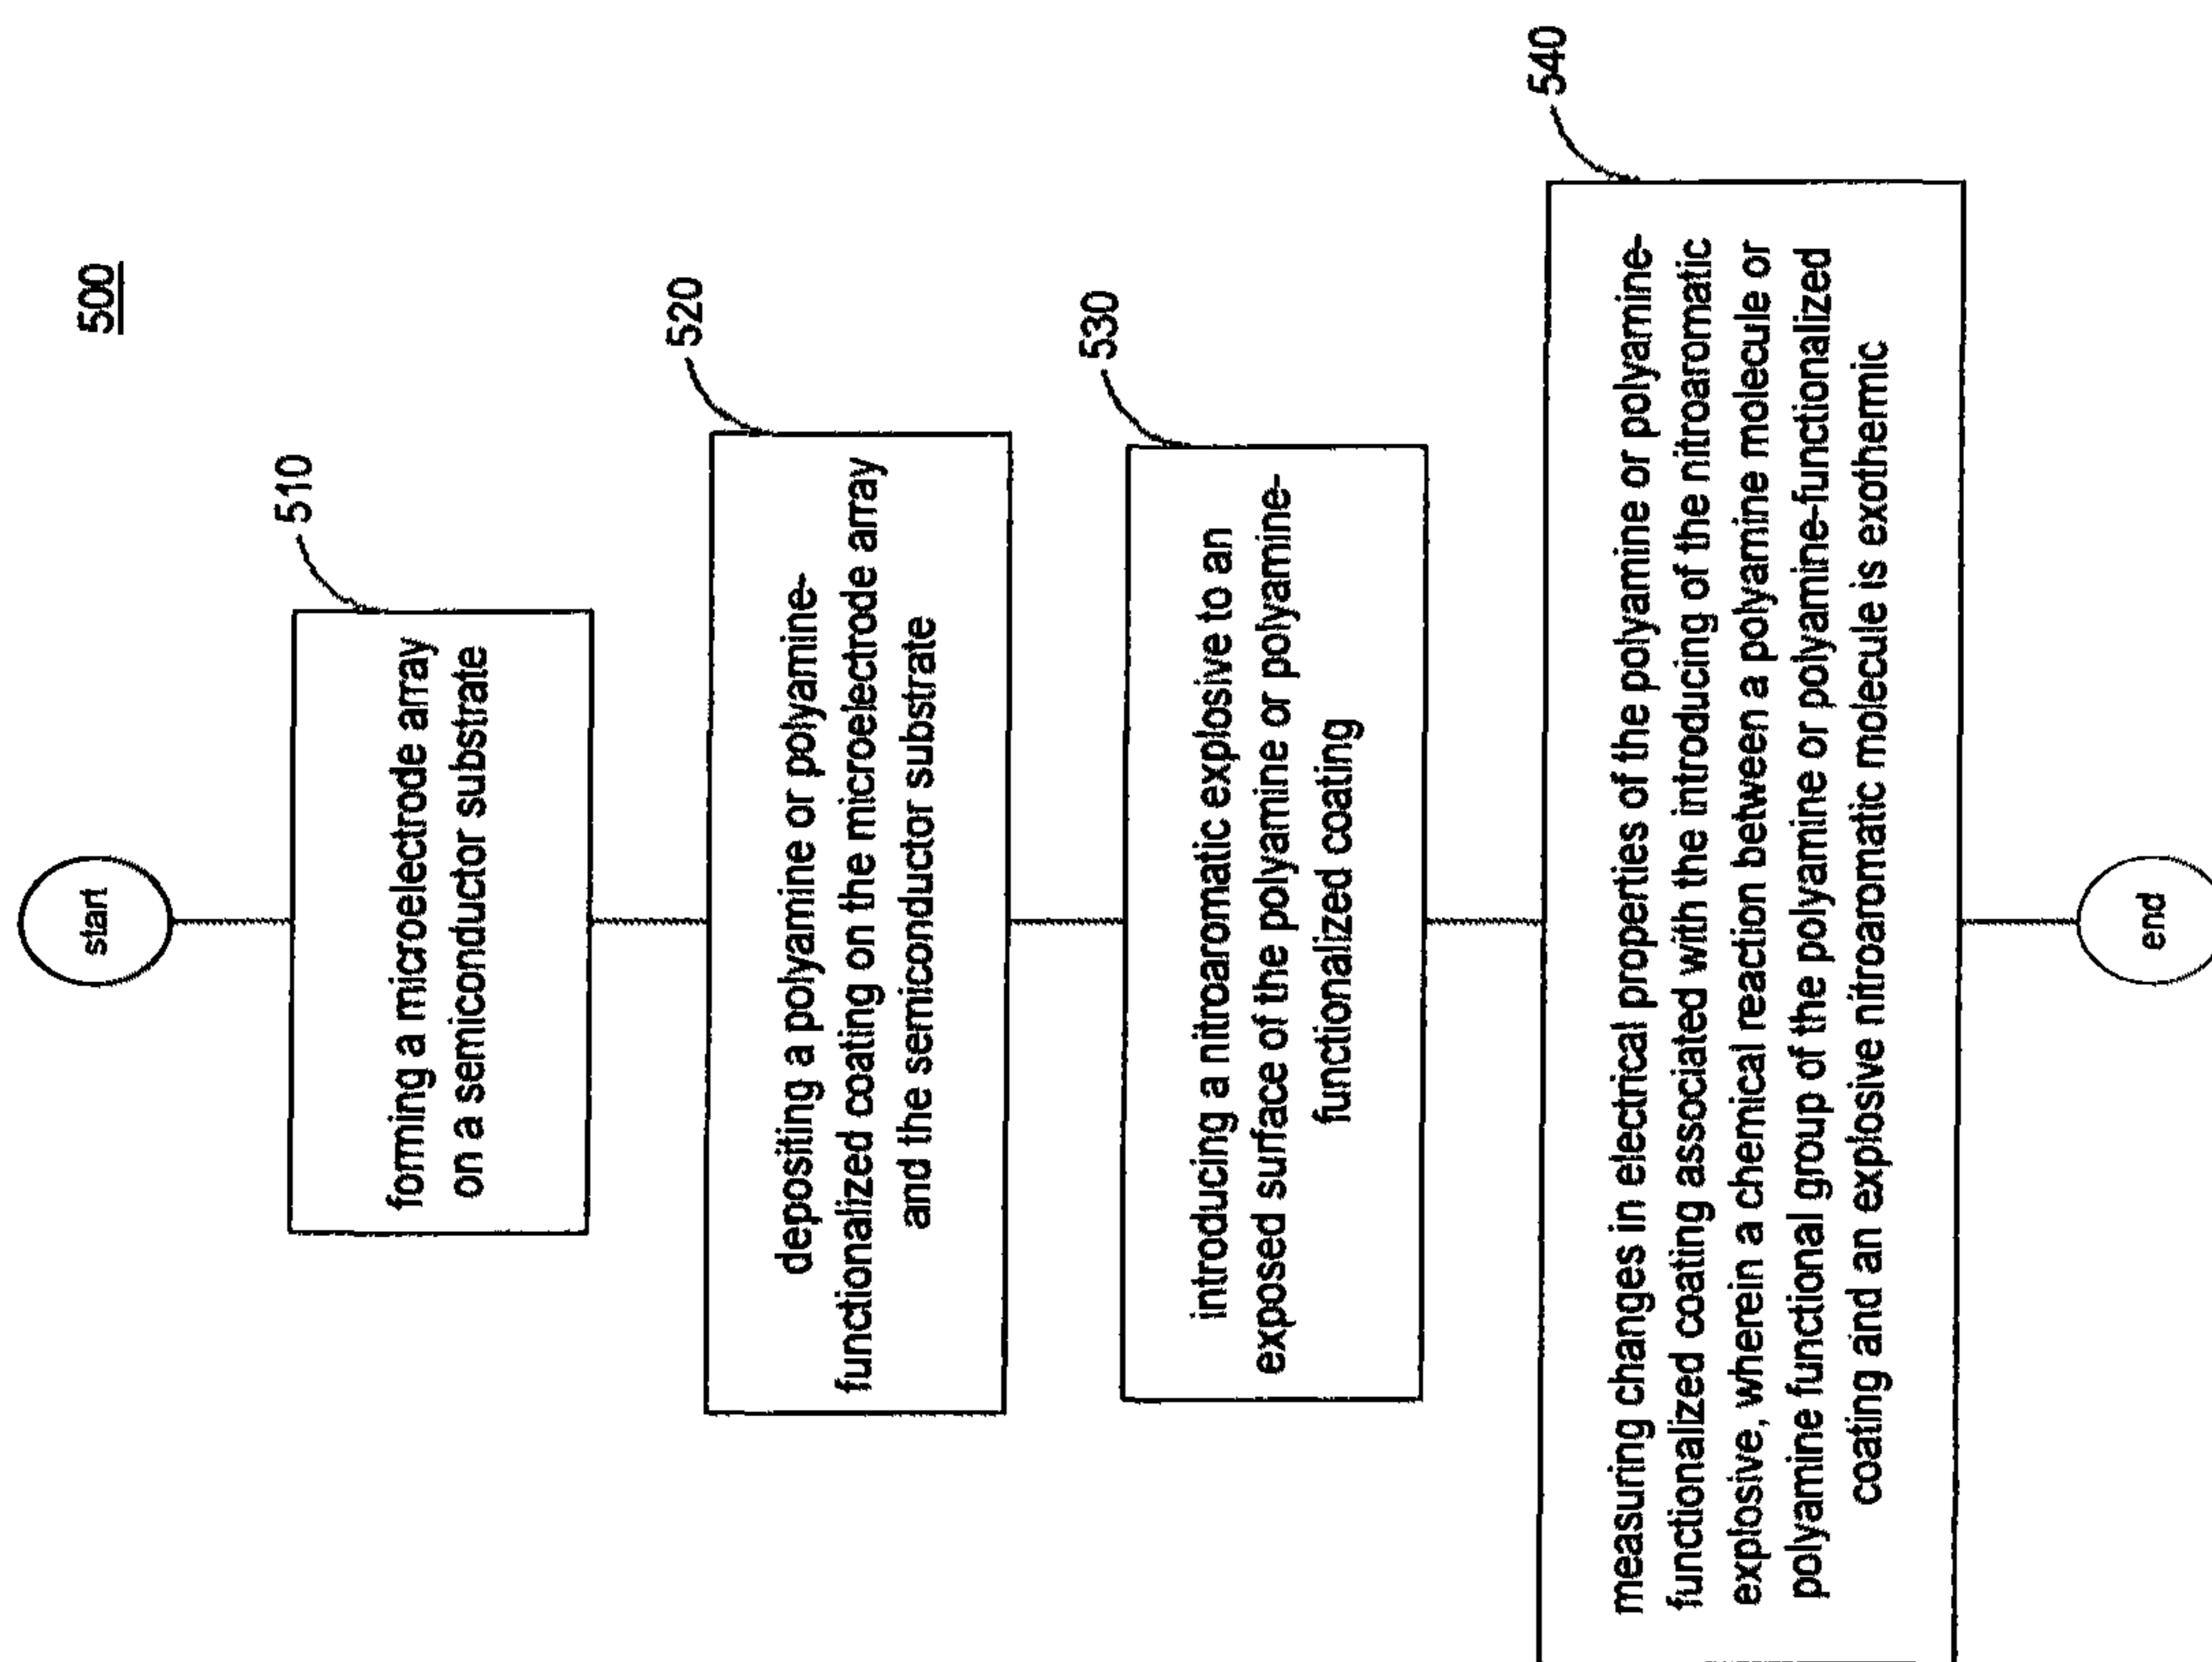 500
start
510
forming a microelectrode array
on a semiconductor substrate
520
depositing a polyamine or polyamine-
functionalized coating on the microelectrode array
and the semiconductor substrate
530
introducing a nitroaromatic explosive to an
exposed surface of the polyamine or polyamine-
functionalized coating
540
measuring changes in electrical properties of the polyamine or polyamine-
functionalized coating associated with the introducing of the nitroaromatic
explosive, wherein a chemical reaction between a polyamine molecule or
polyamine functional group of the polyamine or polyamine-functionalized
coating and an explosive nitroaromatic molecule is exothemic
end